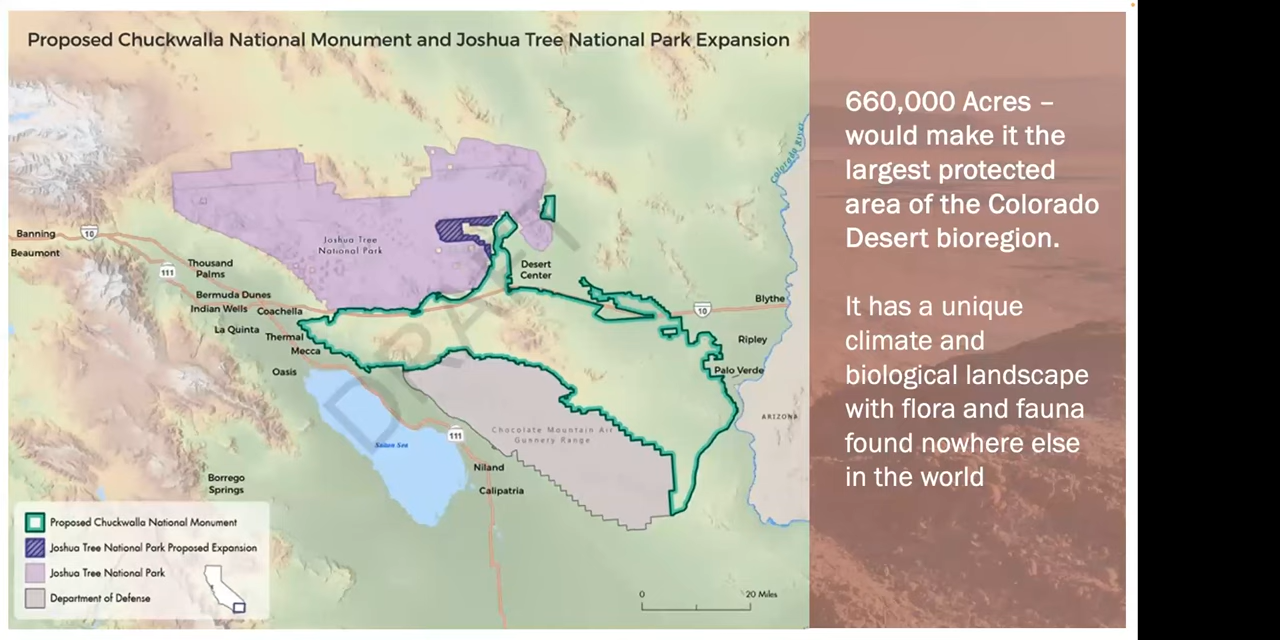 Proposed Chuckwalla National Monument and Joshua Tree National Park Expansion
660,000 Acres –
would make it the
largest protected
area of the Colorado
Desert bioregion.
It has a unique
climate and
biological landscape
with flora and fauna
found nowhere else
in the world
Colorado River
Joshua Tree
National Park
Banning
10
Beaumont
111
Thousand
Palms
Desert
Center
Bermuda Dunes
Indian Wells
Coachella
La Quinta
Thermal
Mecca
Oasis
Blythe
10
Ripley
Palo Verde
ARIZONA
DRAFT
Chocolate Mountain Air
Gunnery Range
111
Salton Sea
Niland
Calipatria
Borrego
Springs
Proposed Chuckwalla National Monument
Joshua Tree National Park Proposed Expansion
Joshua Tree National Park
Department of Defense
0 20 Miles